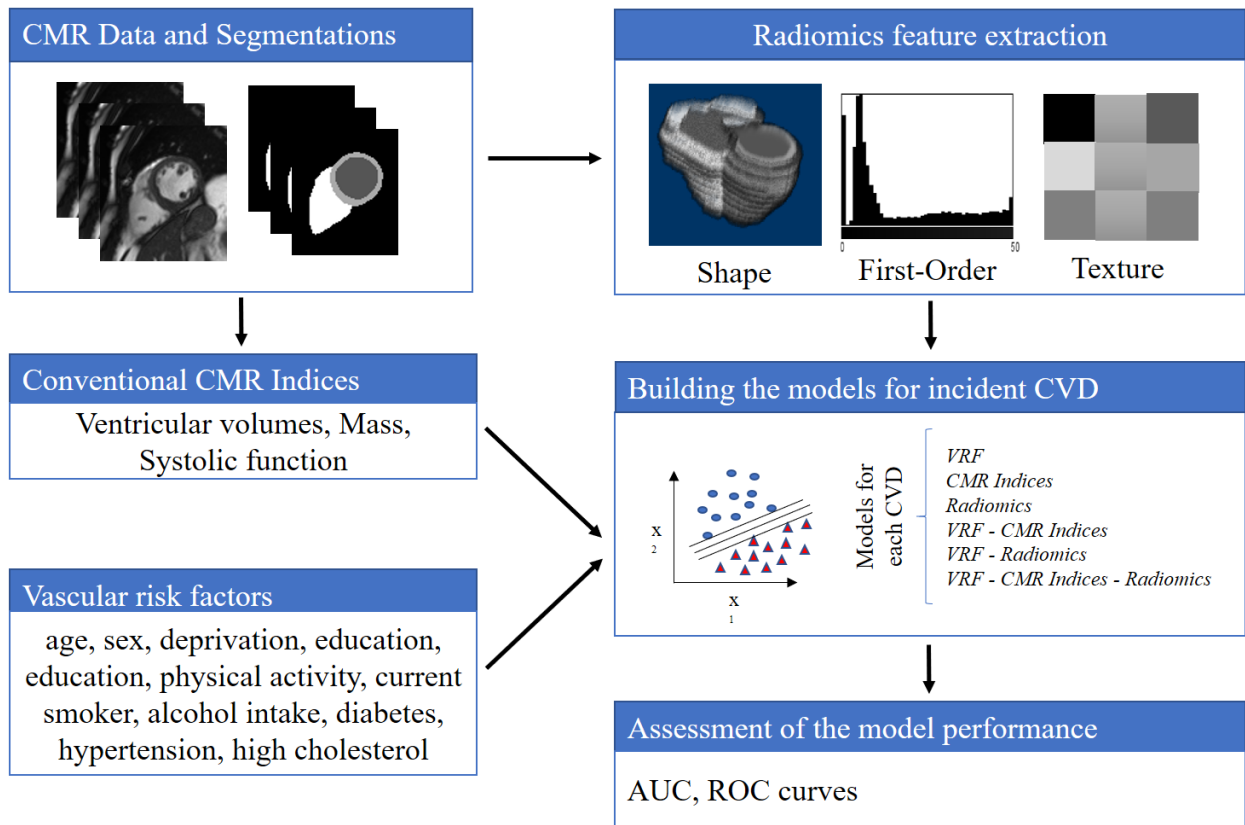 CMR Data and Segmentations
Radiomics feature extraction
0
50
Shape
First-Order
Texture
Conventional CMR Indices
Ventricular volumes, Mass,
Systolic function
Vascular risk factors
age, sex, deprivation, education,
education, physical activity, current
smoker, alcohol intake, diabetes,
hypertension, high cholesterol
Building the models for incident CVD
x
2
x
1
Models for
each CVD
VRF
CMR Indices
Radiomics
VRF - CMR Indices
VRF - Radiomics
VRF - CMR Indices - Radiomics
Assessment of the model performance
AUC, ROC curves